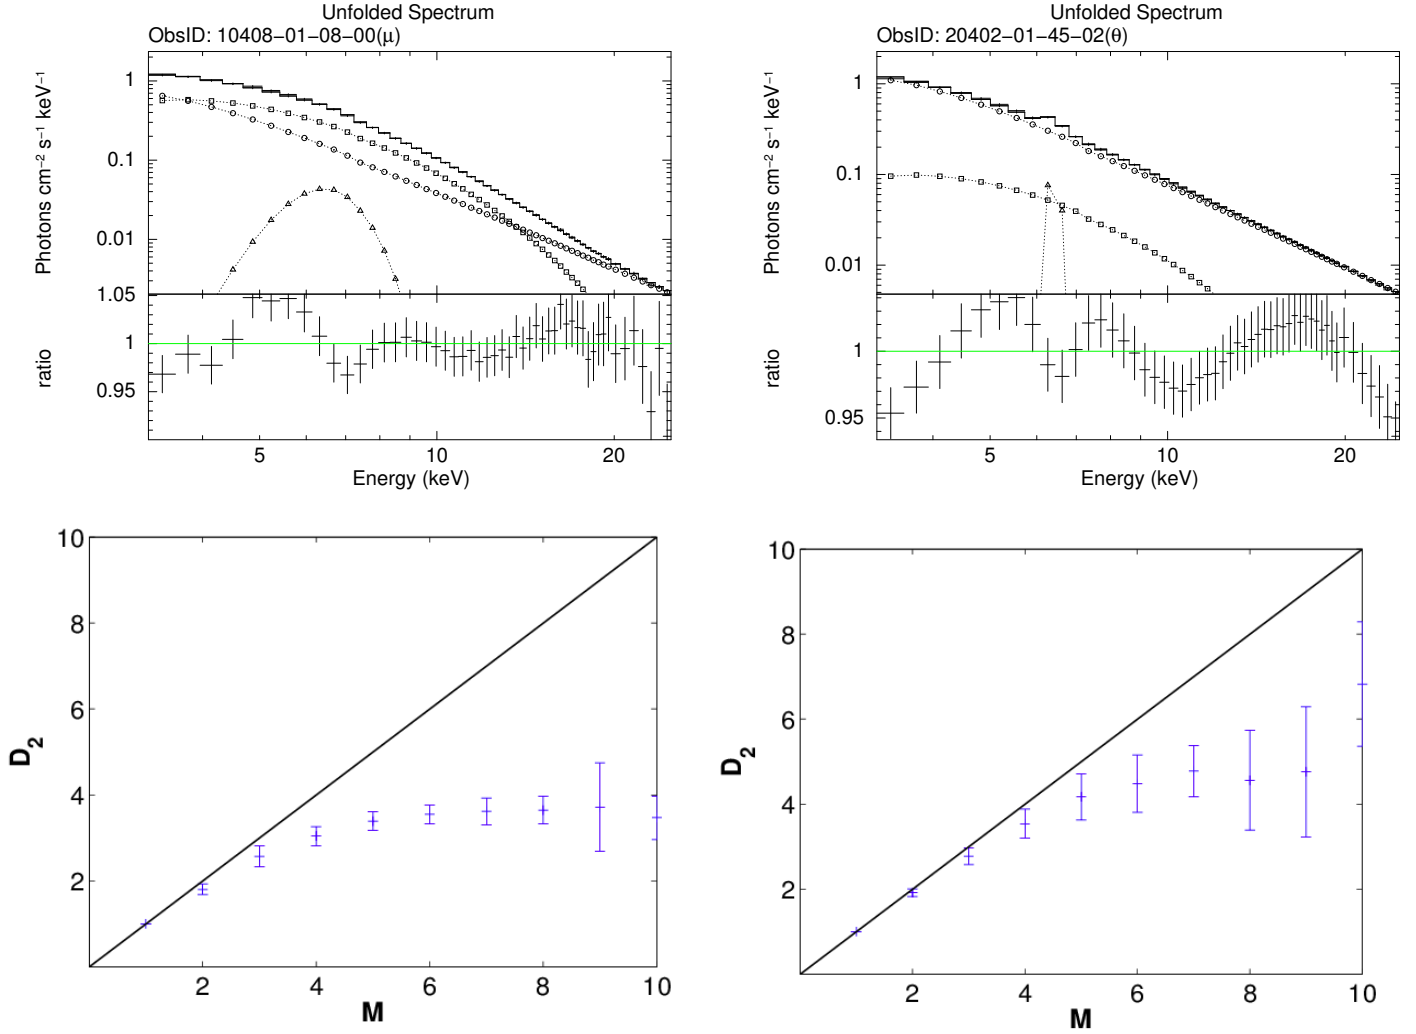 Unfolded Spectrum
ObsID: 10408−01−08−00(μ)
Photons cm−2 s−1 keV−1
1
0.1
0.01
1.05
1
0.95
ratio
5 10 20
Energy (keV)
Unfolded Spectrum
ObsID: 20402−01−45−02(θ)
Photons cm−2 s−1 keV−1
1
0.1
0.01
1
0.95
ratio
5 10 20
Energy (keV)
10
8
6
4
2
D2
2 4 6 8 10
M
10
8
6
4
2
D2
2 4 6 8 10
M